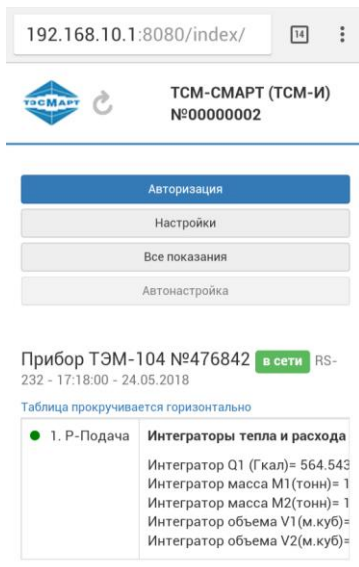 192.168.10.1:8080/index/ 14
ТЭСМАРТ
ТСМ-СМАРТ (ТСМ-И)
№00000002
Авторизация
Настройки
Все показания
Автонастройка
Прибор ТЭМ-104 №476842 в сети RS-
232 - 17:18:00 - 24.05.2018
Таблица прокручивается горизонтально
1. Р-Подача Интеграторы тепла и расхода
Интегратор Q1 (Гкал)= 564.543
Интегратор масса M1(тонн)= 1
Интегратор масса M2(тонн)= 1
Интегратор объема V1(м.куб)=
Интегратор объема V2(м.куб)=